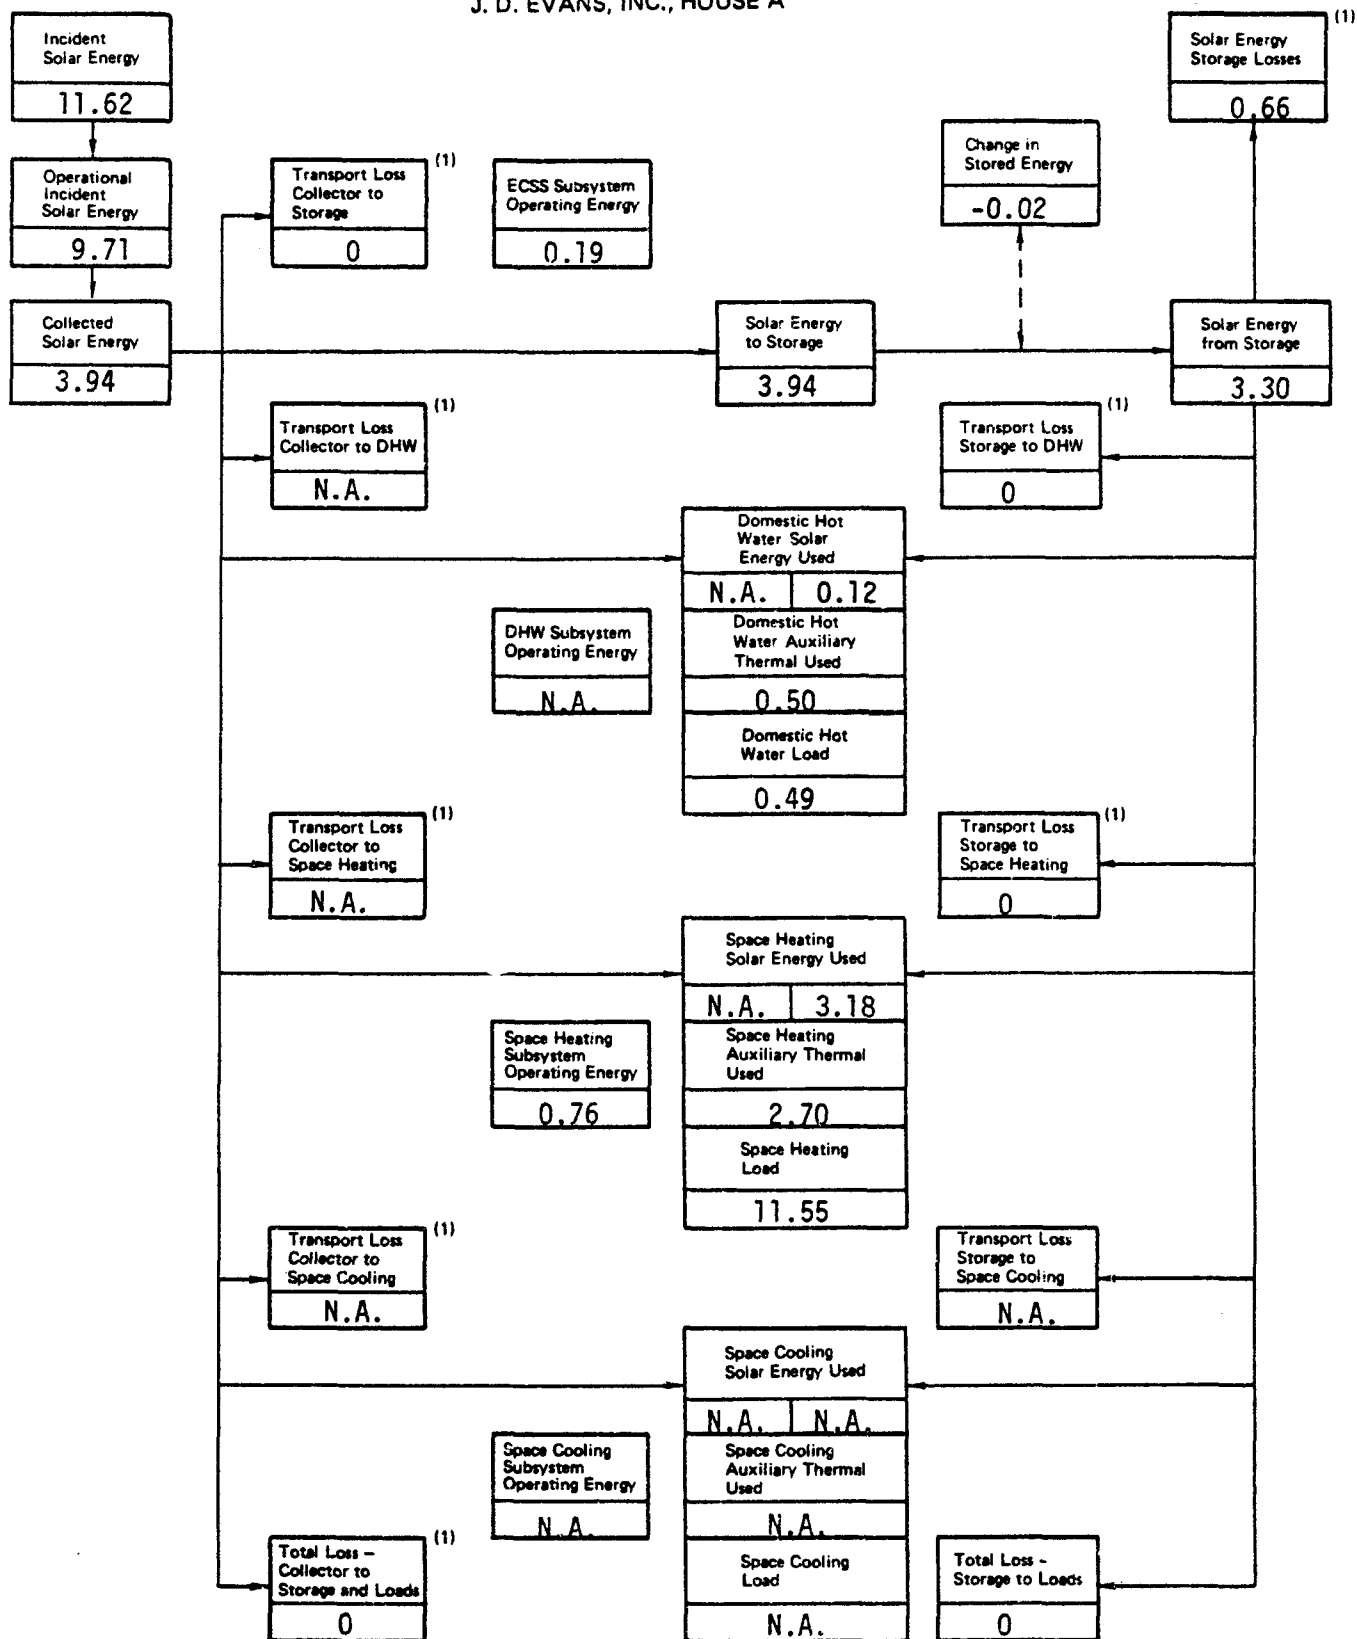 J. D. EVANS, INC., HOUSE A
Incident
Solar Energy
11.62
(1)
Solar Energy
Storage Losses
0.66
Operational
Incident
Solar Energy
9.71
(1)
Transport Loss
Collector to
Storage
0
ECSS Subsystem
Operating Energy
0.19
Change in
Stored Energy
-0.02
Collected
Solar Energy
3.94
Solar Energy
to Storage
3.94
Solar Energy
from Storage
3.30
(1)
Transport Loss
Collector to DHW
N.A.
(1)
Transport Loss
Storage to DHW
0
Domestic Hot
Water Solar
Energy Used
N.A. 0.12
DHW Subsystem
Operating Energy
N.A.
Domestic Hot
Water Auxiliary
Thermal Used
0.50
Domestic Hot
Water Load
0.49
(1)
Transport Loss
Collector to
Space Heating
N.A.
(1)
Transport Loss
Storage to
Space Heating
0
Space Heating
Solar Energy Used
N.A. 3.18
Space Heating
Subsystem
Operating Energy
0.76
Space Heating
Auxiliary Thermal
Used
2.70
Space Heating
Load
11.55
(1)
Transport Loss
Collector to
Space Cooling
N.A.
Transport Loss
Storage to
Space Cooling
N.A.
Space Cooling
Solar Energy Used
N.A. N.A.
Space Cooling
Subsystem
Operating Energy
N.A.
Space Cooling
Auxiliary Thermal
Used
N.A.
(1)
Total Loss –
Collector to
Storage and Loads
0
Space Cooling
Load
N.A.
Total Loss -
Storage to Loads
0